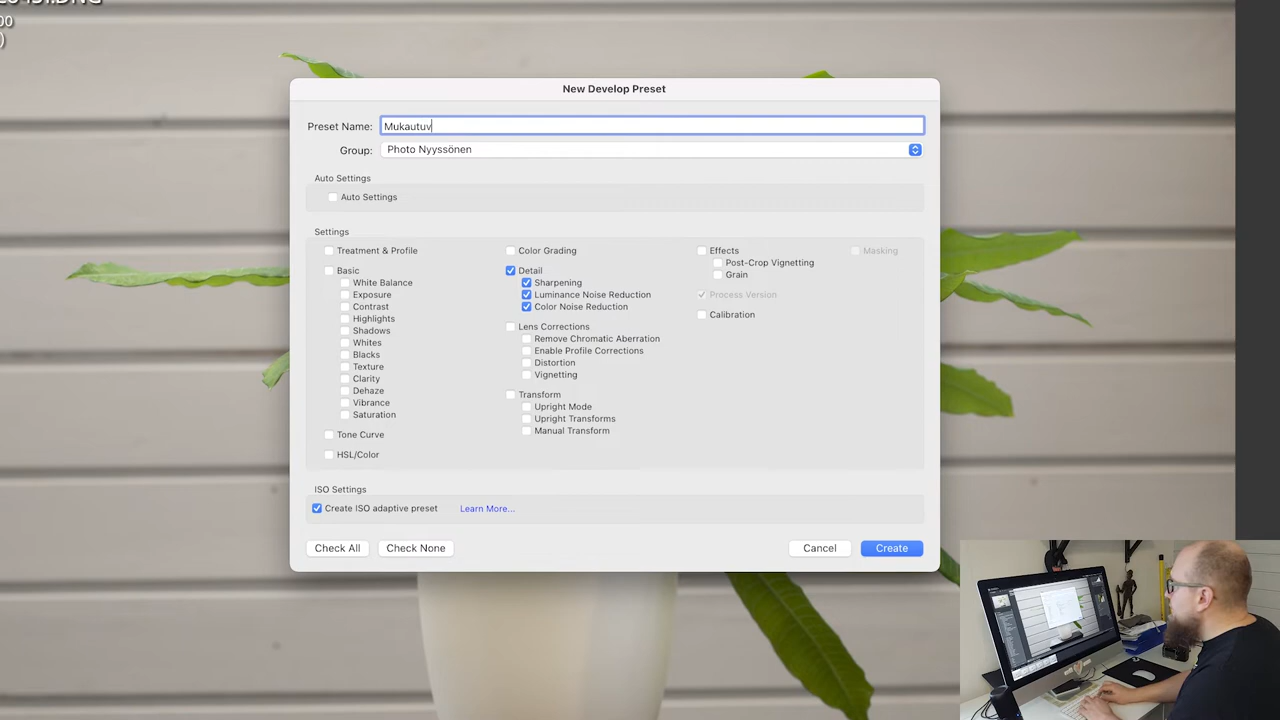 00
)
New Develop Preset
Preset Name: Mukautuv
Group: Photo Nyyssönen
Auto Settings
Auto Settings
Settings
Treatment & Profile
Basic
White Balance
Exposure
Contrast
Highlights
Shadows
Whites
Blacks
Texture
Clarity
Dehaze
Vibrance
Saturation
Tone Curve
HSL/Color
Color Grading
Detail
Sharpening
Luminance Noise Reduction
Color Noise Reduction
Lens Corrections
Remove Chromatic Aberration
Enable Profile Corrections
Distortion
Vignetting
Transform
Upright Mode
Upright Transforms
Manual Transform
Effects
Post-Crop Vignetting
Grain
Process Version
Calibration
Masking
ISO Settings
Create ISO adaptive preset Learn More...
Check All Check None Cancel Create